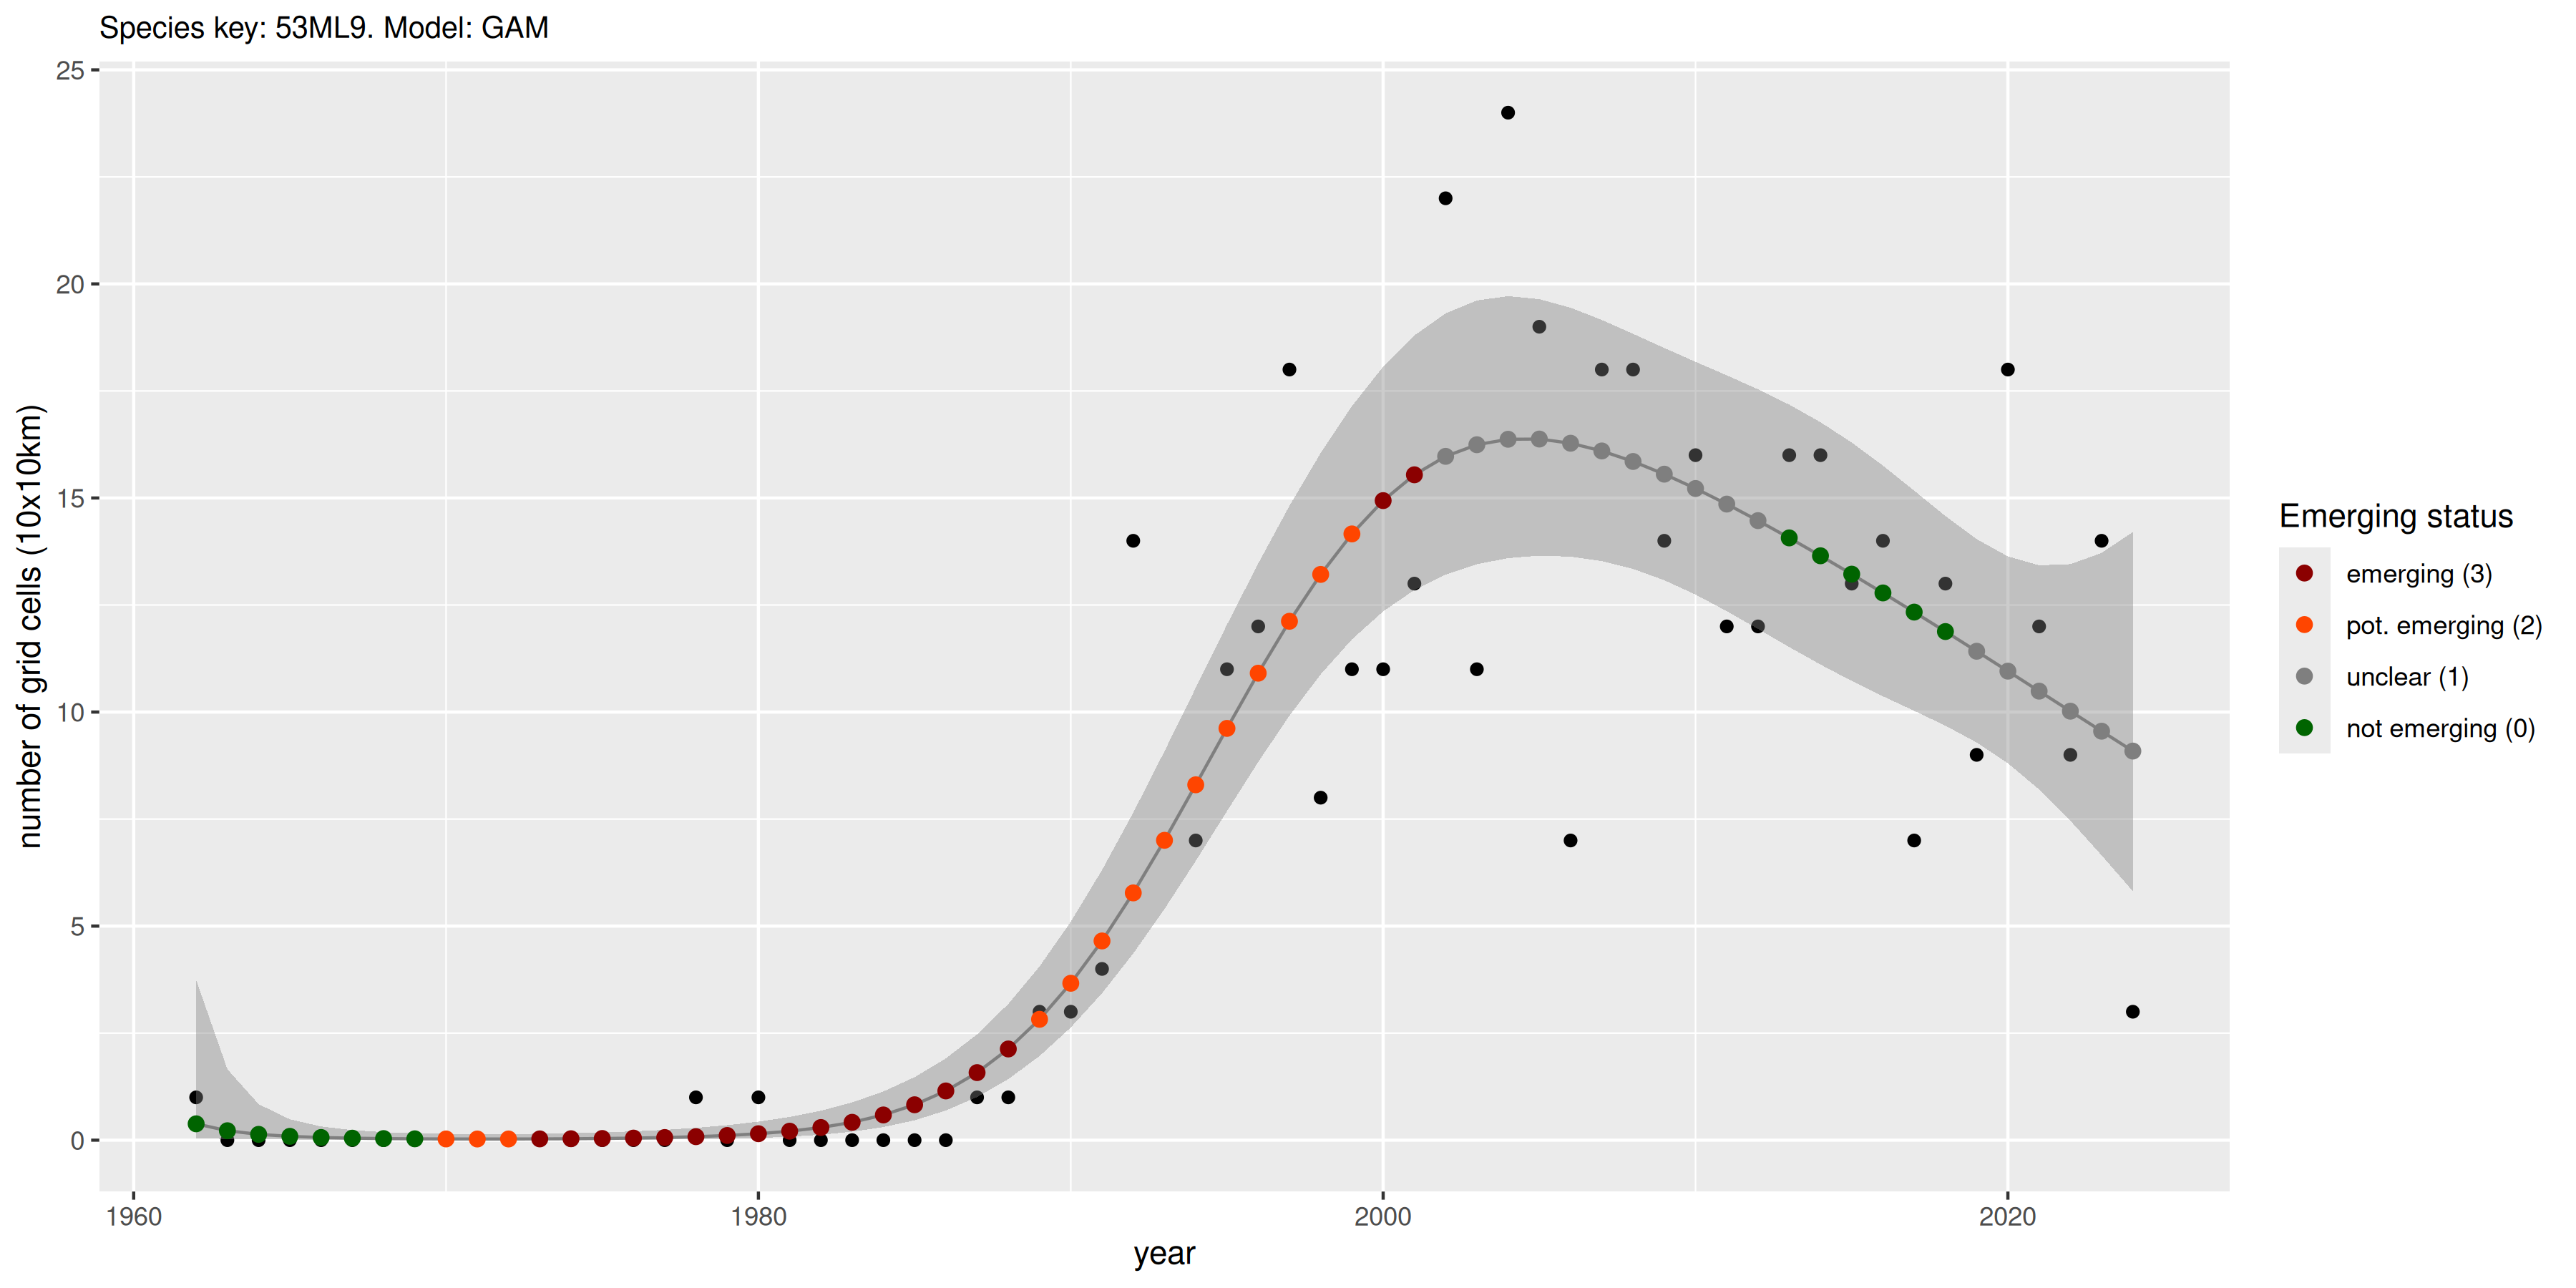 Species key: 53ML9. Model: GAM
25
20
15
10
5
0
number of grid cells (10x10km)
1960
1980
2000
2020
year
Emerging status
emerging (3)
pot. emerging (2)
unclear (1)
not emerging (0)